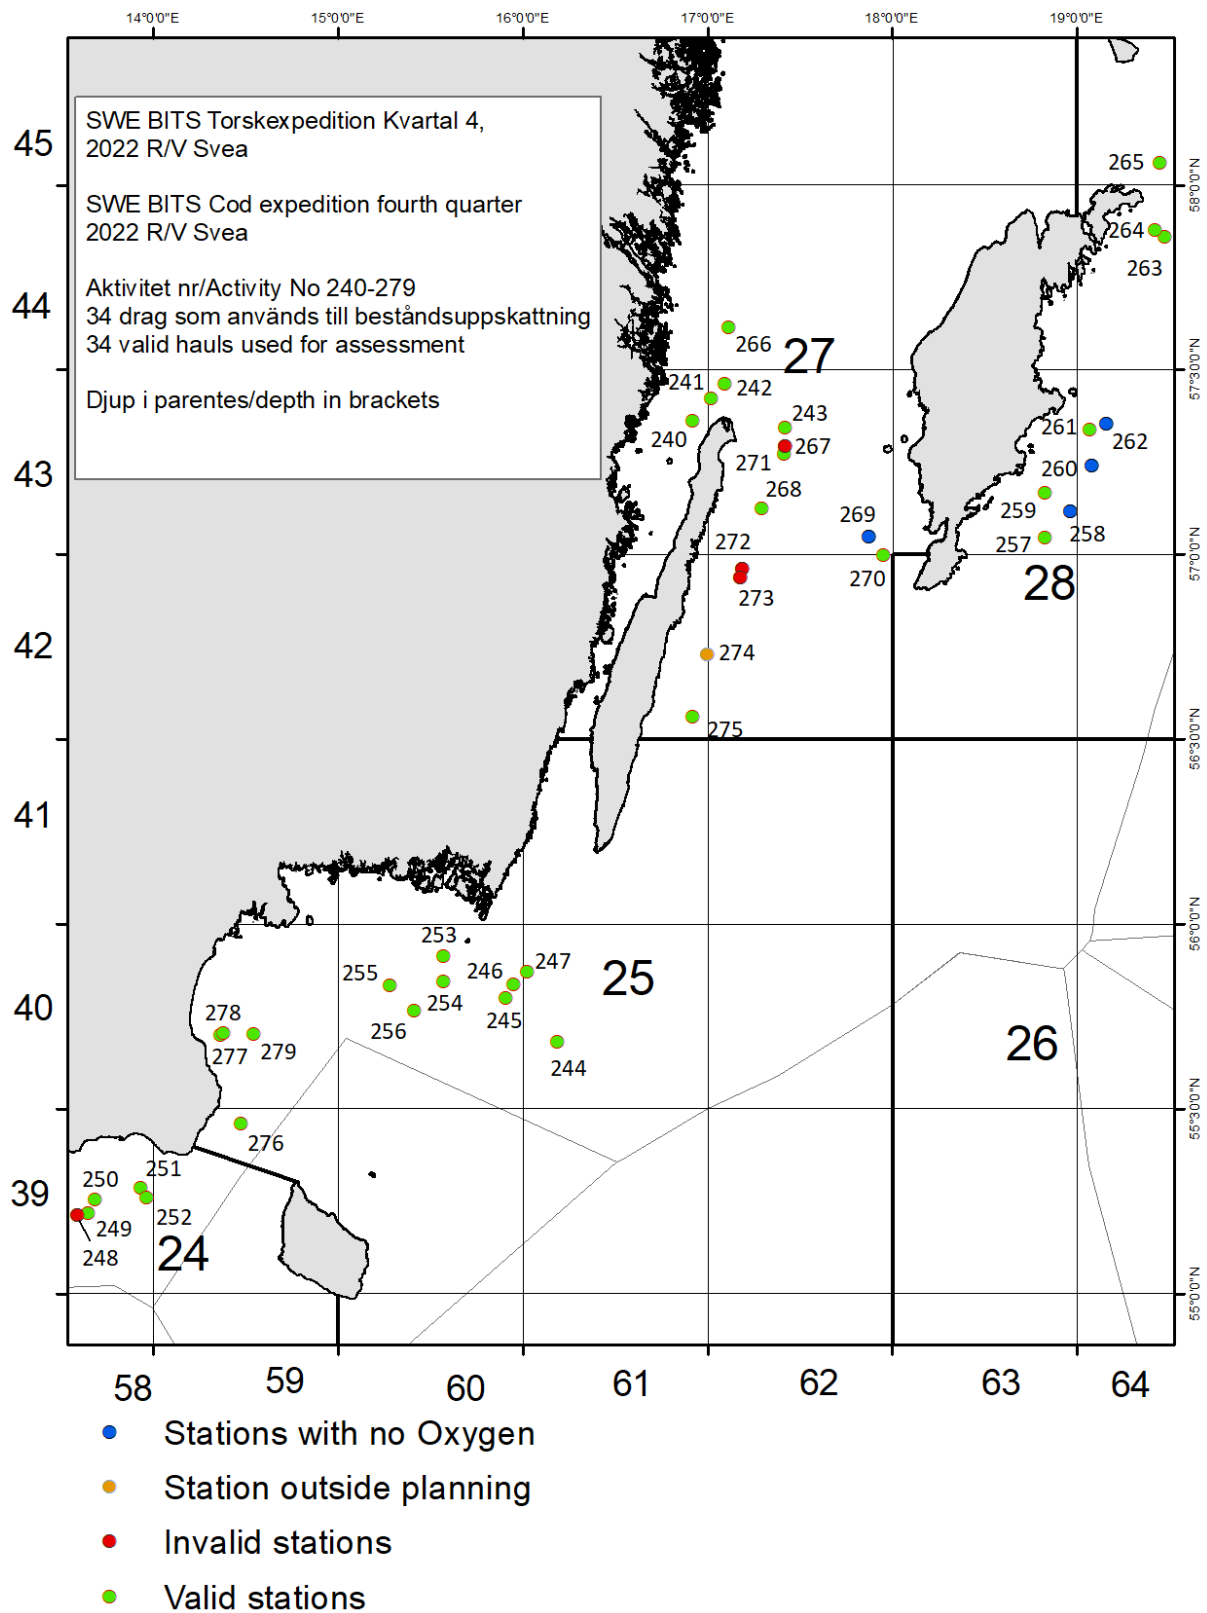 14°0'0"E
15°0'0"E
16°0'0"E
17°0'0"E
18°0'0"E
19°0'0"E
SWE BITS Torskexpedition Kvartal 4,
2022 R/V Svea
SWE BITS Cod expedition fourth quarter
2022 R/V Svea
Aktivitet nr/Activity No 240-279
34 drag som används till beståndsuppskattning
34 valid hauls used for assessment
Djup i parentes/depth in brackets
45
44
43
42
41
40
39
58°0'0"N
57°30'0"N
57°0'0"N
56°30'0"N
56°0'0"N
55°30'0"N
55°0'0"N
265
264
263
266
27
241
242
240
243
267
271
268
261
262
260
259
258
257
269
270
272
273
28
274
275
253
247
246
255
254
245
256
25
244
278
277
279
26
276
251
250
252
249
248
24
58
59
60
61
62
63
64
Stations with no Oxygen
Station outside planning
Invalid stations
Valid stations